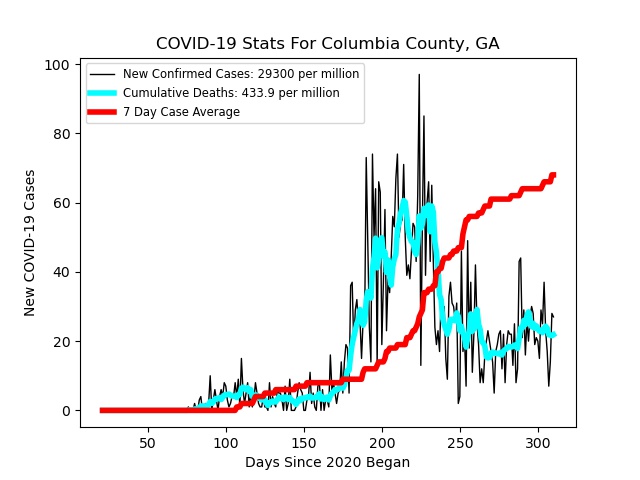 COVID-19 Stats For Columbia County, GA
New Confirmed Cases: 29300 per million
Cumulative Deaths: 433.9 per million
7 Day Case Average
New COVID-19 Cases
100
80
60
40
20
0
50 100 150 200 250 300
Days Since 2020 Began